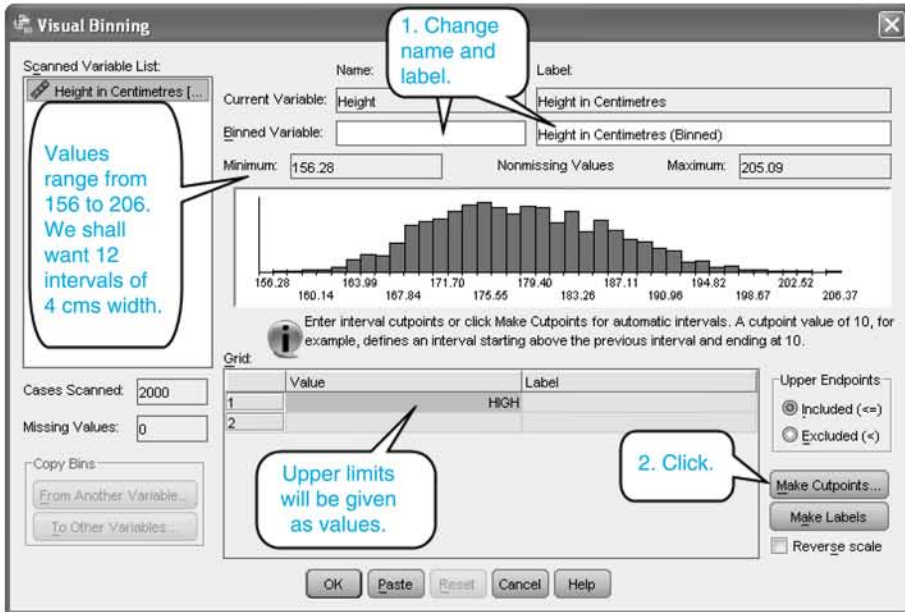 Visual Binning
1. Change
name and
label.
Scanned Variable List:
Height in Centimetres [...
Name:
Label:
Current Variable:
Height
Height in Centimetres
Binned Variable:
Height in Centimetres (Binned)
Minimum:
156.28
Nonmissing Values
Maximum:
205.09
Values
range from
156 to 206.
We shall
want 12
intervals of
4 cms width.
156.28 163.99 171.70 179.40 187.11 194.82 202.52
160.14 167.84 175.55 183.26 190.96 198.67 206.37
Enter interval cutpoints or click Make Cutpoints for automatic intervals. A cutpoint value of 10, for
example, defines an interval starting above the previous interval and ending at 10.
Grid:
Value
Label
1
HIGH
2
Cases Scanned:
2000
Missing Values:
0
Copy Bins
From Another Variable...
To Other Variables...
Upper limits
will be given
as values.
Upper Endpoints
Included (<=)
Excluded (<)
2. Click.
Make Cutpoints...
Make Labels
Reverse scale
OK
Paste
Reset
Cancel
Help